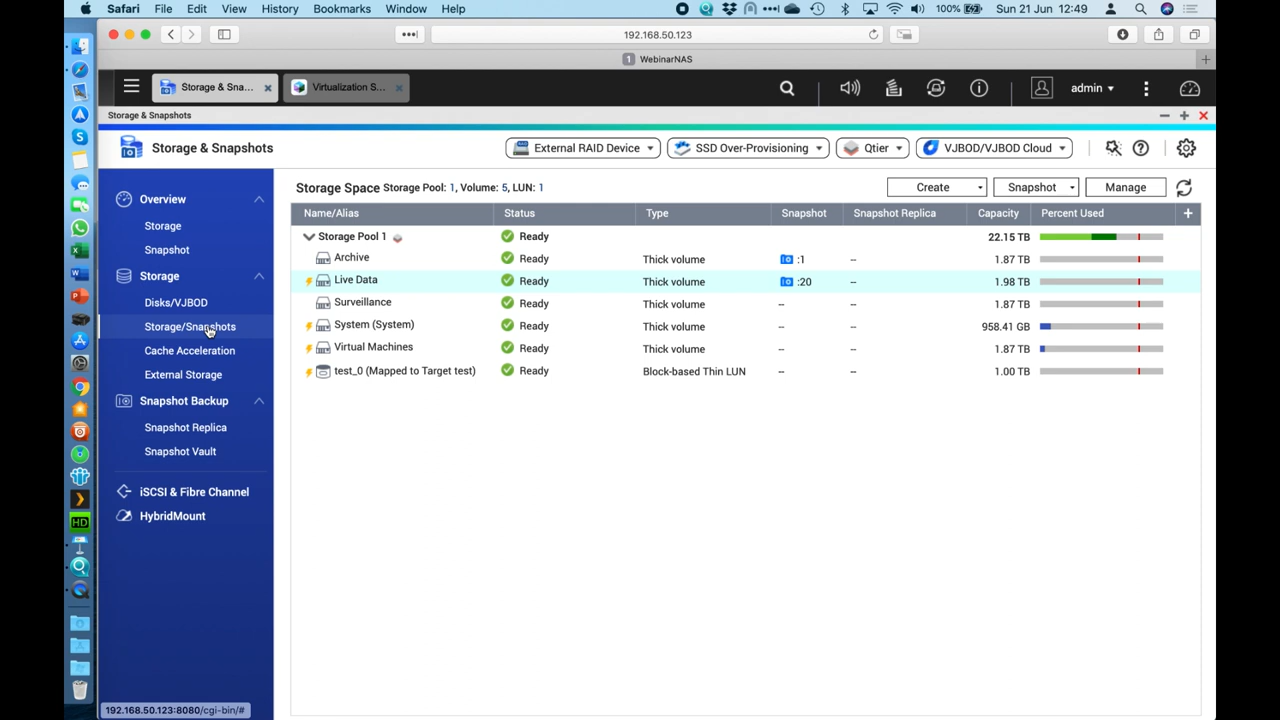 Safari File Edit View History Bookmarks Window Help 100% Sun 21 Jun 12:49
192.168.50.123
1 WebinarNAS
Storage & Sna... Virtualization S... admin
Storage & Snapshots
Storage & Snapshots External RAID Device SSD Over-Provisioning Qtier VJBOD/VJBOD Cloud
Overview
Storage
Snapshot
Storage
Disks/VJBOD
Storage/Snapshots
Cache Acceleration
External Storage
Snapshot Backup
Snapshot Replica
Snapshot Vault
iSCSI & Fibre Channel
HybridMount
Storage Space Storage Pool: 1, Volume: 5, LUN: 1 Create Snapshot Manage
Name/Alias Status Type Snapshot Snapshot Replica Capacity Percent Used
Storage Pool 1 Ready 22.15 TB
Archive Ready Thick volume :1 -- 1.87 TB
Live Data Ready Thick volume :20 -- 1.98 TB
Surveillance Ready Thick volume -- -- 1.87 TB
System (System) Ready Thick volume -- -- 958.41 GB
Virtual Machines Ready Thick volume -- -- 1.87 TB
test_0 (Mapped to Target test) Ready Block-based Thin LUN -- -- 1.00 TB
HD
192.168.50.123:8080/cgi-bin/#